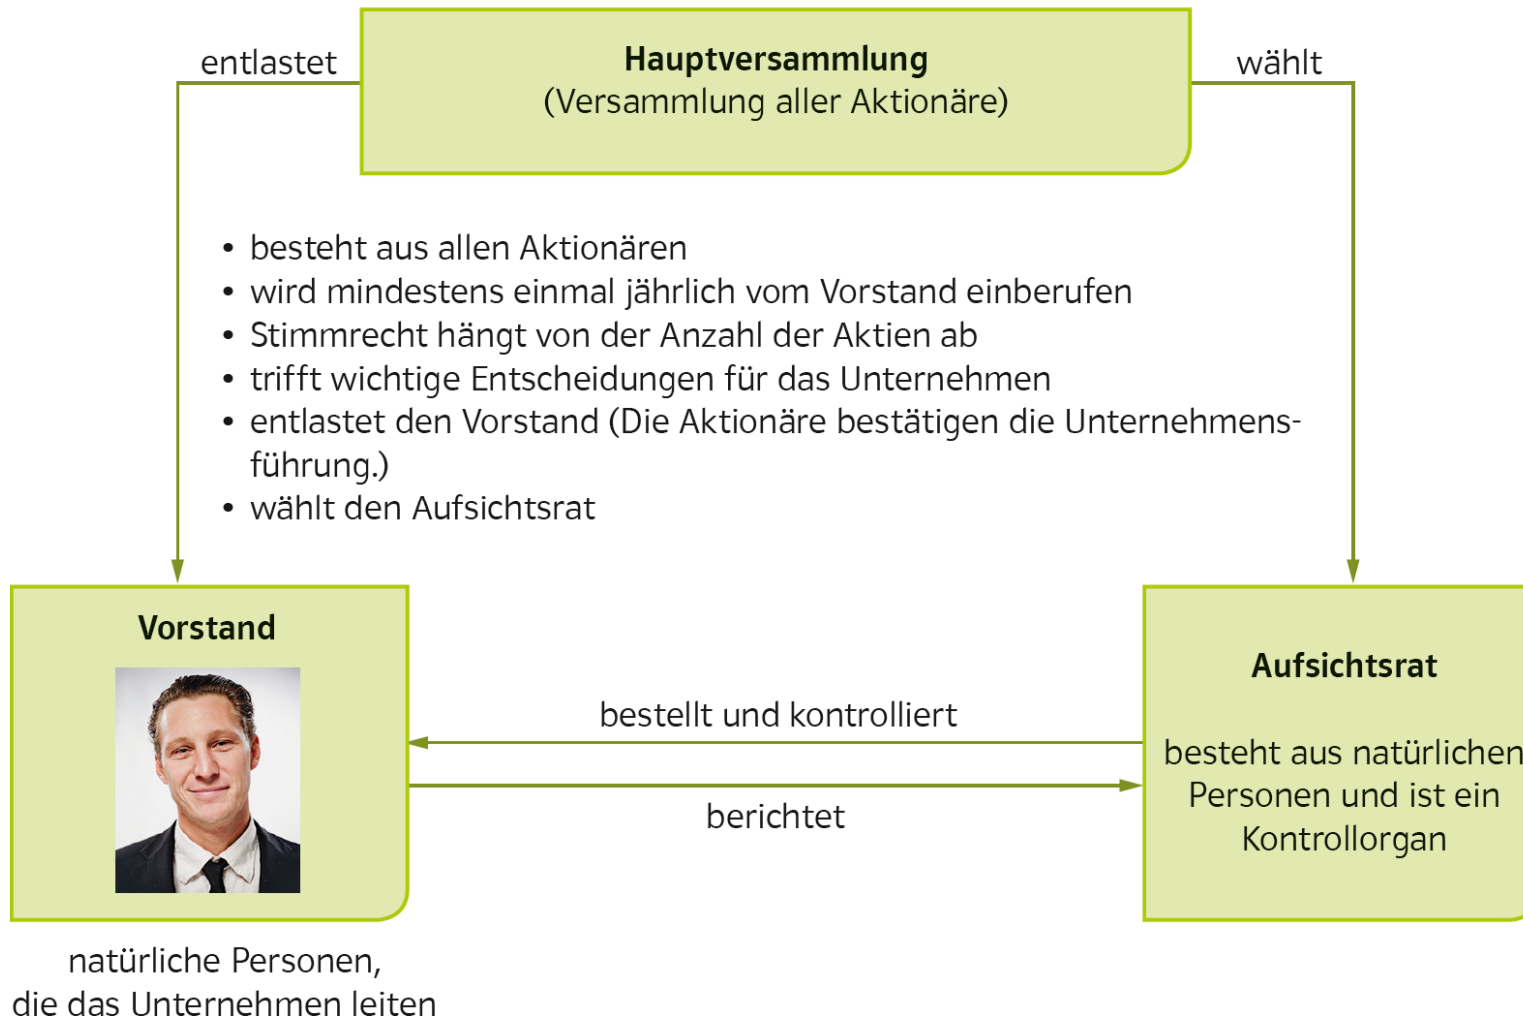 entlastet
Hauptversammlung
(Versammlung aller Aktionäre)
wählt
• besteht aus allen Aktionären
• wird mindestens einmal jährlich vom Vorstand einberufen
• Stimmrecht hängt von der Anzahl der Aktien ab
• trifft wichtige Entscheidungen für das Unternehmen
• entlastet den Vorstand (Die Aktionäre bestätigen die Unternehmens-
führung.)
• wählt den Aufsichtsrat
Vorstand
bestellt und kontrolliert
berichtet
Aufsichtsrat
besteht aus natürlichen
Personen und ist ein
Kontrollorgan
natürliche Personen,
die das Unternehmen leiten